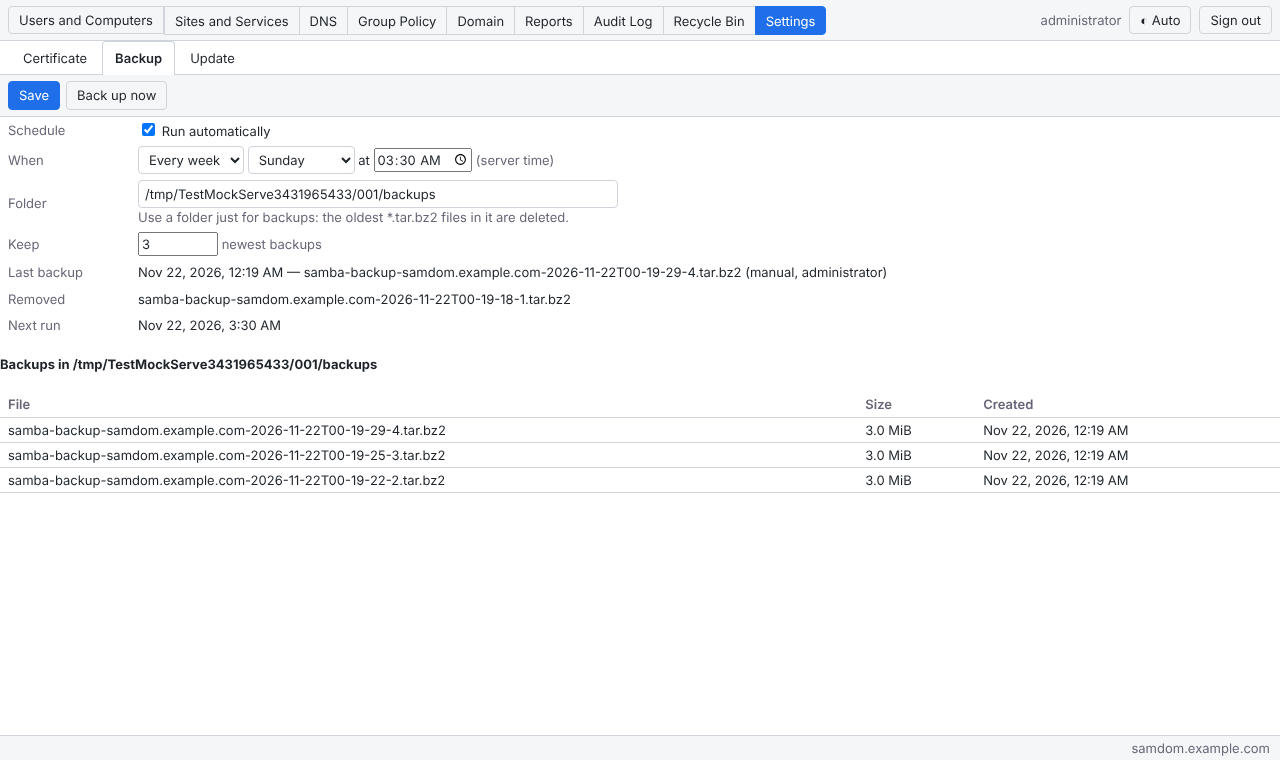 Users and Computers Sites and Services DNS Group Policy Domain Reports Audit Log Recycle Bin Settings administrator Auto Sign out
Certificate Backup Update
Save Back up now
Schedule Run automatically
When Every week Sunday at 03:30 AM (server time)
Folder /tmp/TestMockServe3431965433/001/backups
Use a folder just for backups: the oldest *.tar.bz2 files in it are deleted.
Keep 3 newest backups
Last backup Nov 22, 2026, 12:19 AM — samba-backup-samdom.example.com-2026-11-22T00-19-29-4.tar.bz2 (manual, administrator)
Removed samba-backup-samdom.example.com-2026-11-22T00-19-18-1.tar.bz2
Next run Nov 22, 2026, 3:30 AM
Backups in /tmp/TestMockServe3431965433/001/backups
File Size Created
samba-backup-samdom.example.com-2026-11-22T00-19-29-4.tar.bz2 3.0 MiB Nov 22, 2026, 12:19 AM
samba-backup-samdom.example.com-2026-11-22T00-19-25-3.tar.bz2 3.0 MiB Nov 22, 2026, 12:19 AM
samba-backup-samdom.example.com-2026-11-22T00-19-22-2.tar.bz2 3.0 MiB Nov 22, 2026, 12:19 AM
samdom.example.com